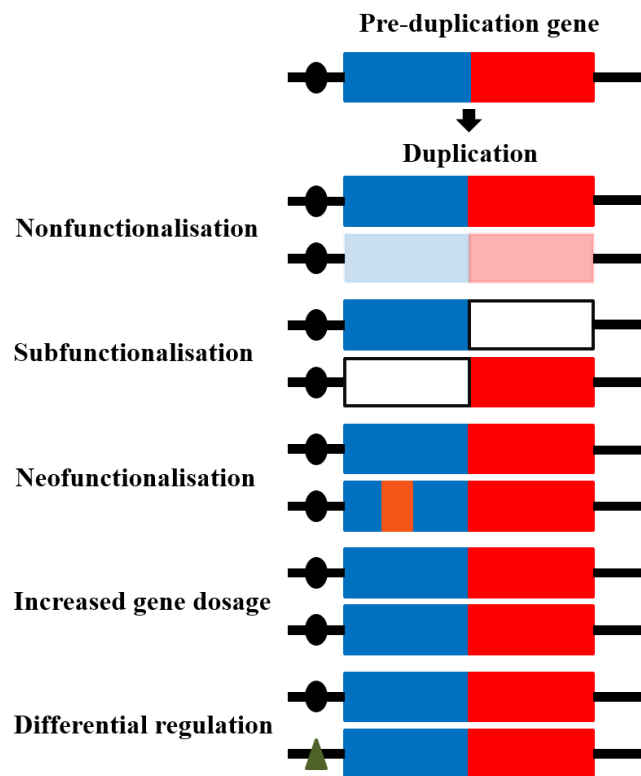 Pre-duplication gene
Duplication
Nonfunctionalisation
Subfunctionalisation
Neofunctionalisation
Increased gene dosage
Differential regulation